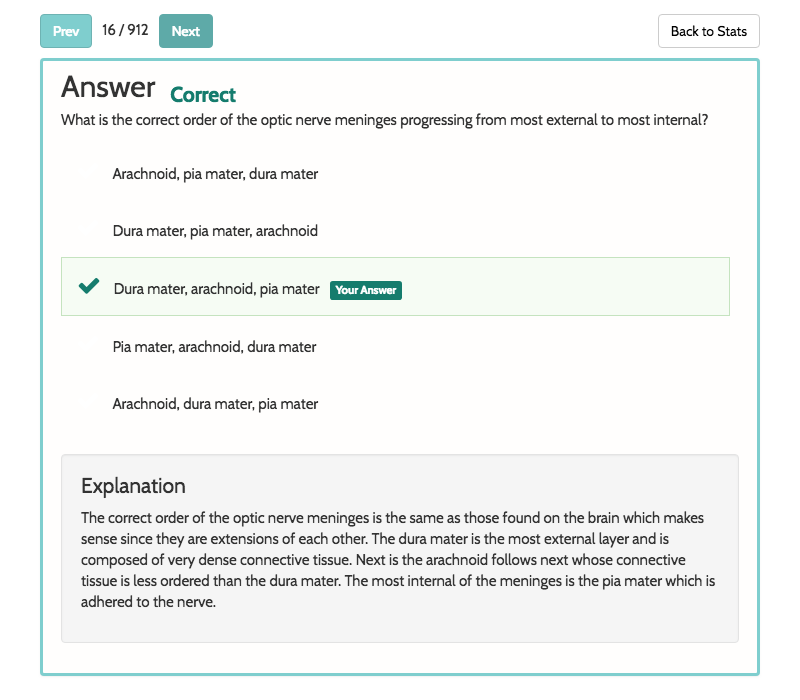 Prev 16 / 912 Next Back to Stats
Answer Correct
What is the correct order of the optic nerve meninges progressing from most external to most internal?
Arachnoid, pia mater, dura mater
Dura mater, pia mater, arachnoid
Dura mater, arachnoid, pia mater Your Answer
Pia mater, arachnoid, dura mater
Arachnoid, dura mater, pia mater
Explanation
The correct order of the optic nerve meninges is the same as those found on the brain which makes
sense since they are extensions of each other. The dura mater is the most external layer and is
composed of very dense connective tissue. Next is the arachnoid follows next whose connective
tissue is less ordered than the dura mater. The most internal of the meninges is the pia mater which is
adhered to the nerve.